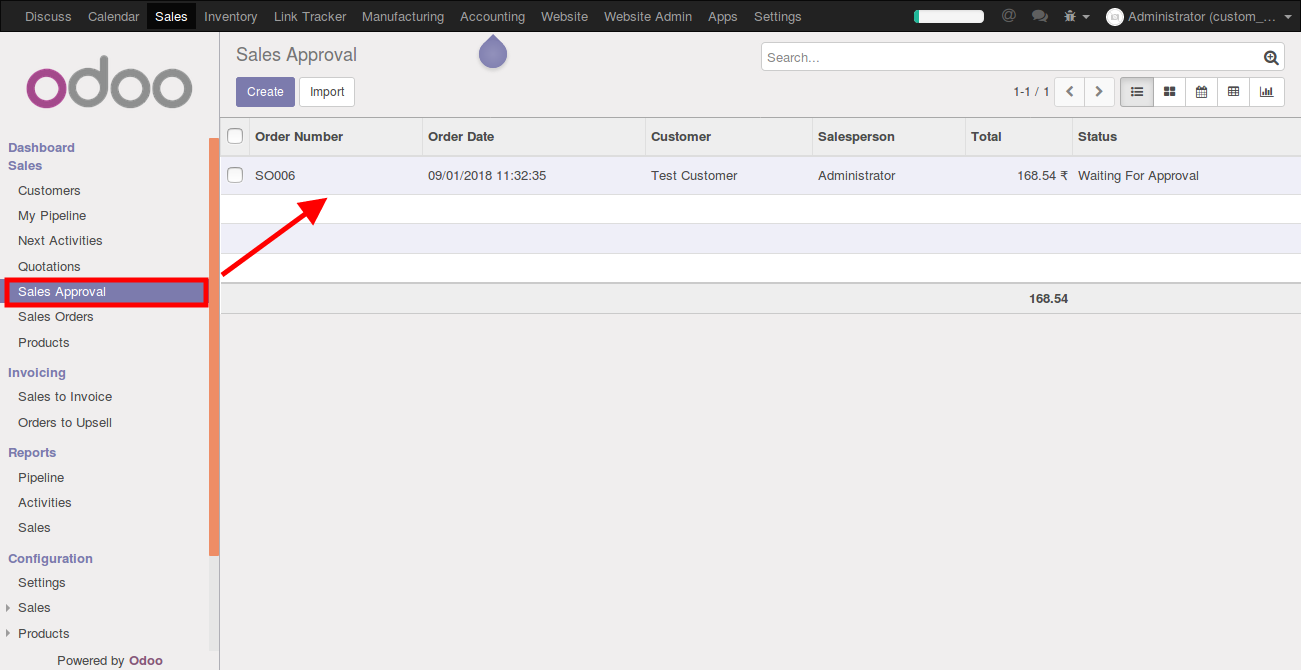 Discuss Calendar Sales Inventory Link Tracker Manufacturing Accounting Website Website Admin Apps Settings @ Administrator (custom_...
odoo
Sales Approval
Search...
Create Import
1-1 / 1
Dashboard
Sales
Customers
My Pipeline
Next Activities
Quotations
Sales Approval
Sales Orders
Products
Invoicing
Sales to Invoice
Orders to Upsell
Reports
Pipeline
Activities
Sales
Configuration
Settings
Sales
Products
Powered by Odoo
Order Number Order Date Customer Salesperson Total Status
SO006 09/01/2018 11:32:35 Test Customer Administrator 168.54 ₹ Waiting For Approval
168.54